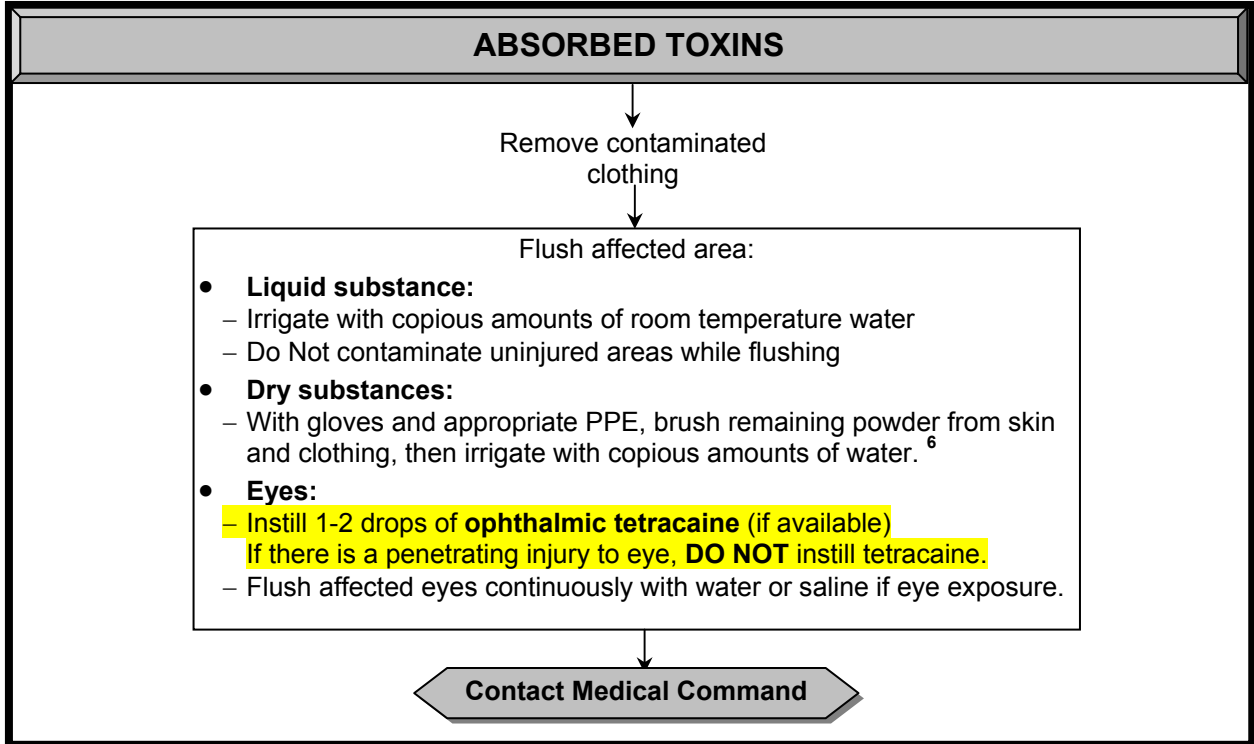 ABSORBED TOXINS
Remove contaminated
clothing
Flush affected area:
• Liquid substance:
– Irrigate with copious amounts of room temperature water
– Do Not contaminate uninjured areas while flushing
• Dry substances:
– With gloves and appropriate PPE, brush remaining powder from skin
and clothing, then irrigate with copious amounts of water. 6
• Eyes:
– Instill 1-2 drops of ophthalmic tetracaine (if available)
If there is a penetrating injury to eye, DO NOT instill tetracaine.
– Flush affected eyes continuously with water or saline if eye exposure.
Contact Medical Command